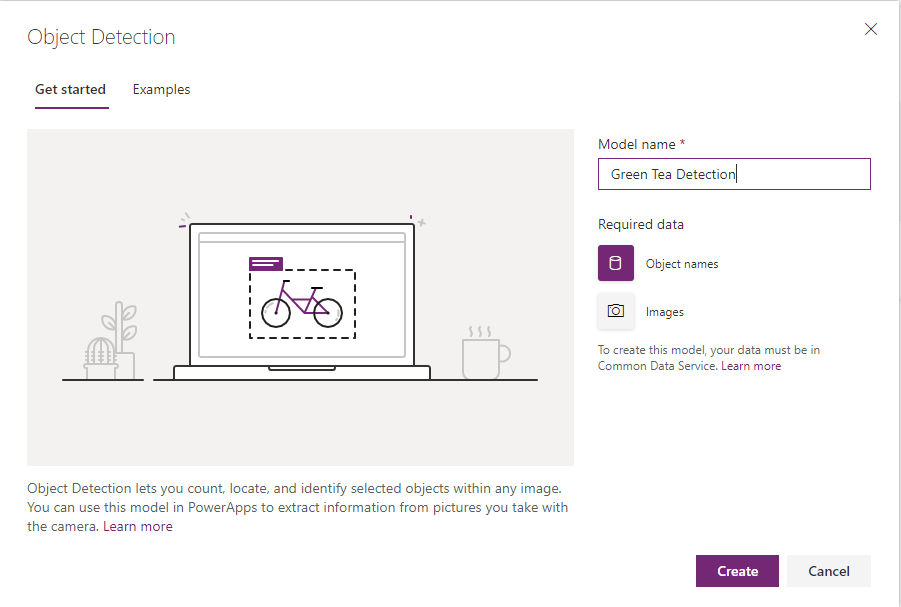 Object Detection
Get started
Examples
Model name *
Green Tea Detection
Required data
Object names
Images
To create this model, your data must be in
Common Data Service. Learn more
Object Detection lets you count, locate, and identify selected objects within any image.
You can use this model in PowerApps to extract information from pictures you take with
the camera. Learn more
Create
Cancel